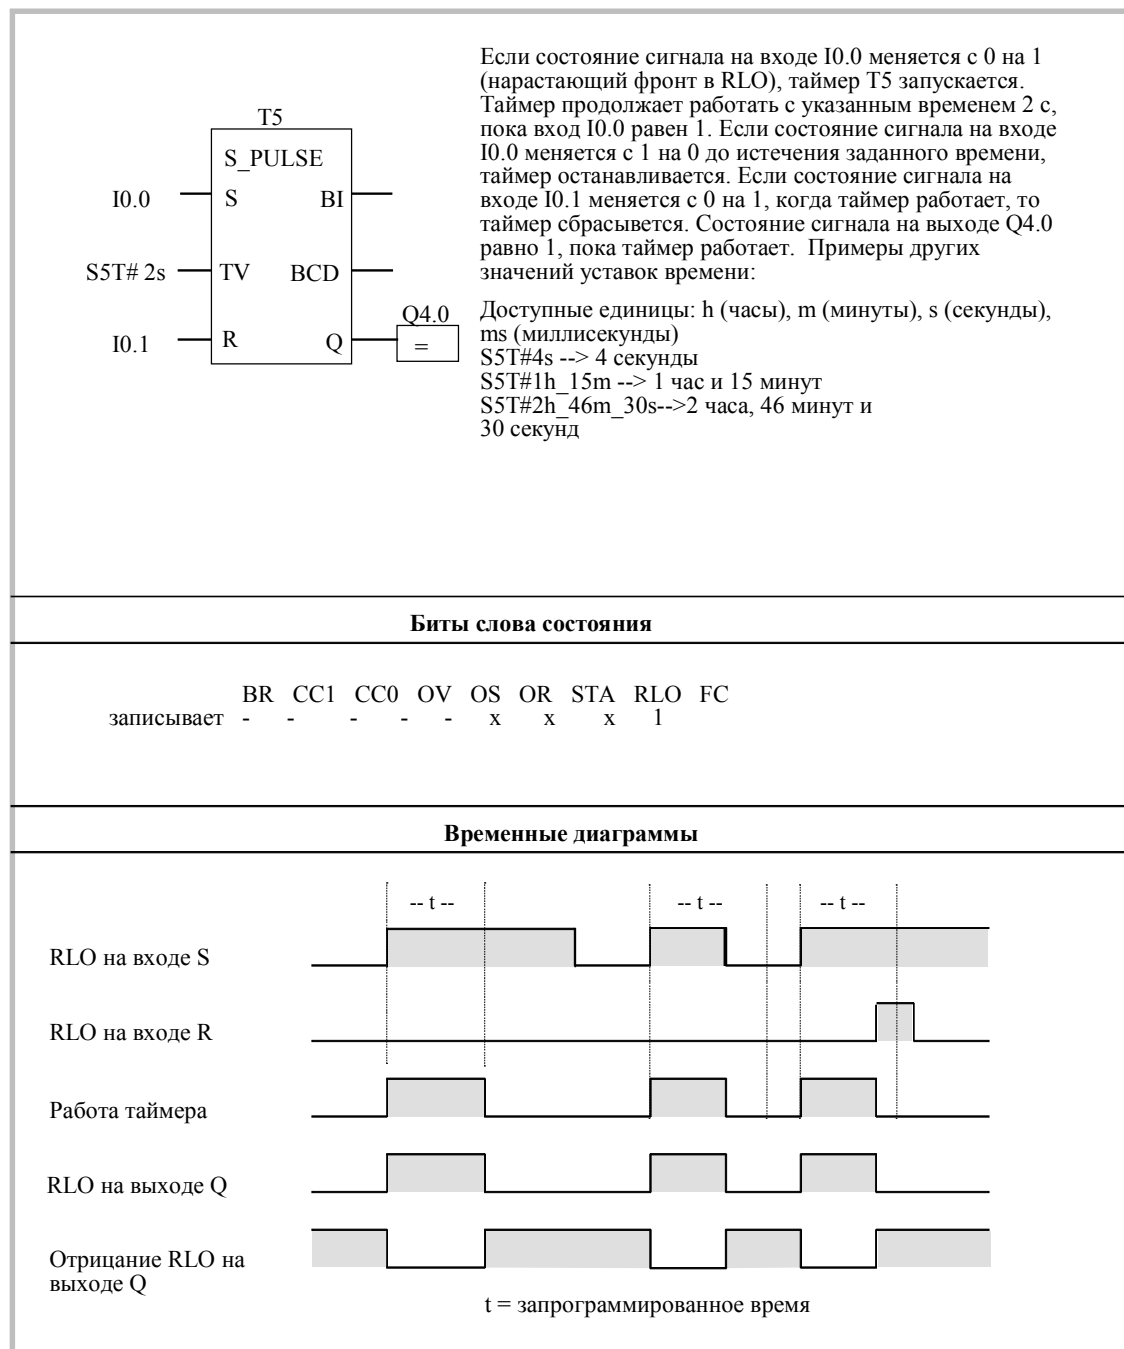 Если состояние сигнала на входе I0.0 меняется с 0 на 1
(нарастающий фронт в RLO), таймер T5 запускается.
Таймер продолжает работать с указанным временем 2 с,
пока вход I0.0 равен 1. Если состояние сигнала на входе
I0.0 меняется с 1 на 0 до истечения заданного времени,
таймер останавливается. Если состояние сигнала на
входе I0.1 меняется с 0 на 1, когда таймер работает, то
таймер сбрасывется. Состояние сигнала на выходе Q4.0
равно 1, пока таймер работает. Примеры других
значений уставок времени:
Доступные единицы: h (часы), m (минуты), s (секунды),
ms (миллисекунды)
S5T#4s --> 4 секунды
S5T#1h_15m --> 1 час и 15 минут
S5T#2h_46m_30s-->2 часа, 46 минут и
30 секунд
T5
S_PULSE
I0.0 S BI
S5T# 2s TV BCD
Q4.0
I0.1 R Q =
Биты слова состояния
BR CC1 CC0 OV OS OR STA RLO FC
записывает - - - - - x x x 1
Временные диаграммы
-- t -- -- t -- -- t --
RLO на входе S
RLO на входе R
Работа таймера
RLO на выходе Q
Отрицание RLO на
выходе Q
t = запрограммированное время